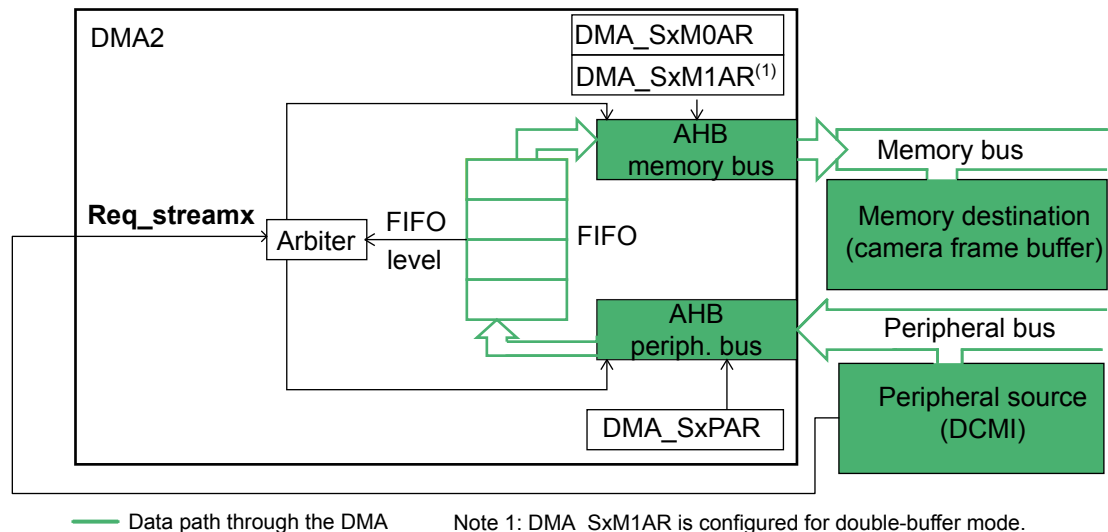 DMA2
DMA_SxM0AR
DMA_SxM1AR(1)
AHB
memory bus
Memory bus
Memory destination
(camera frame buffer)
Req_streamx
Arbiter
FIFO
level
FIFO
AHB
periph. bus
Peripheral bus
Peripheral source
(DCMI)
DMA_SxPAR
Data path through the DMA
Note 1: DMA_SxM1AR is configured for double-buffer mode.